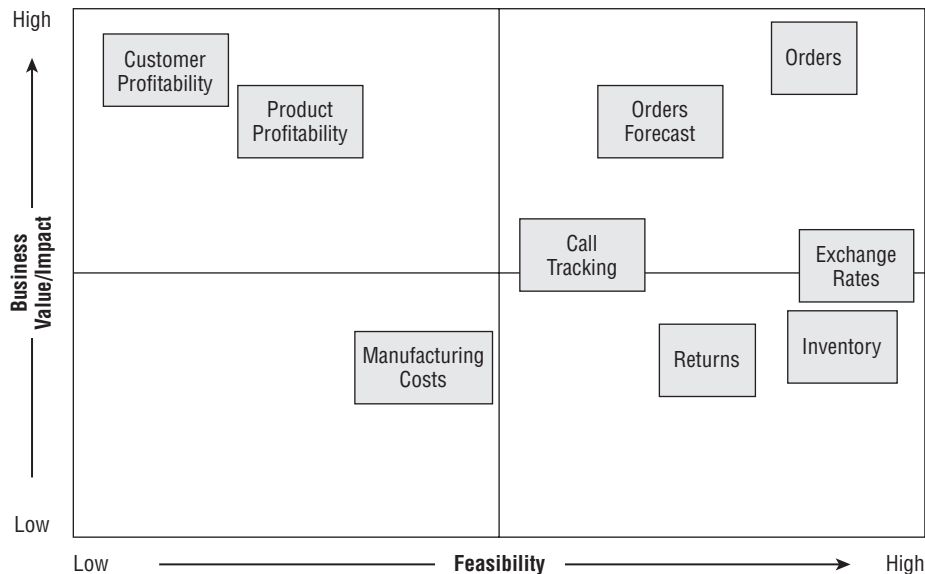 High
Customer
Profitability
Product
Profitability
Orders
Forecast
Orders
Call
Tracking
Exchange
Rates
Business
Value/Impact
Manufacturing
Costs
Returns
Inventory
Low
Low
Feasibility
High